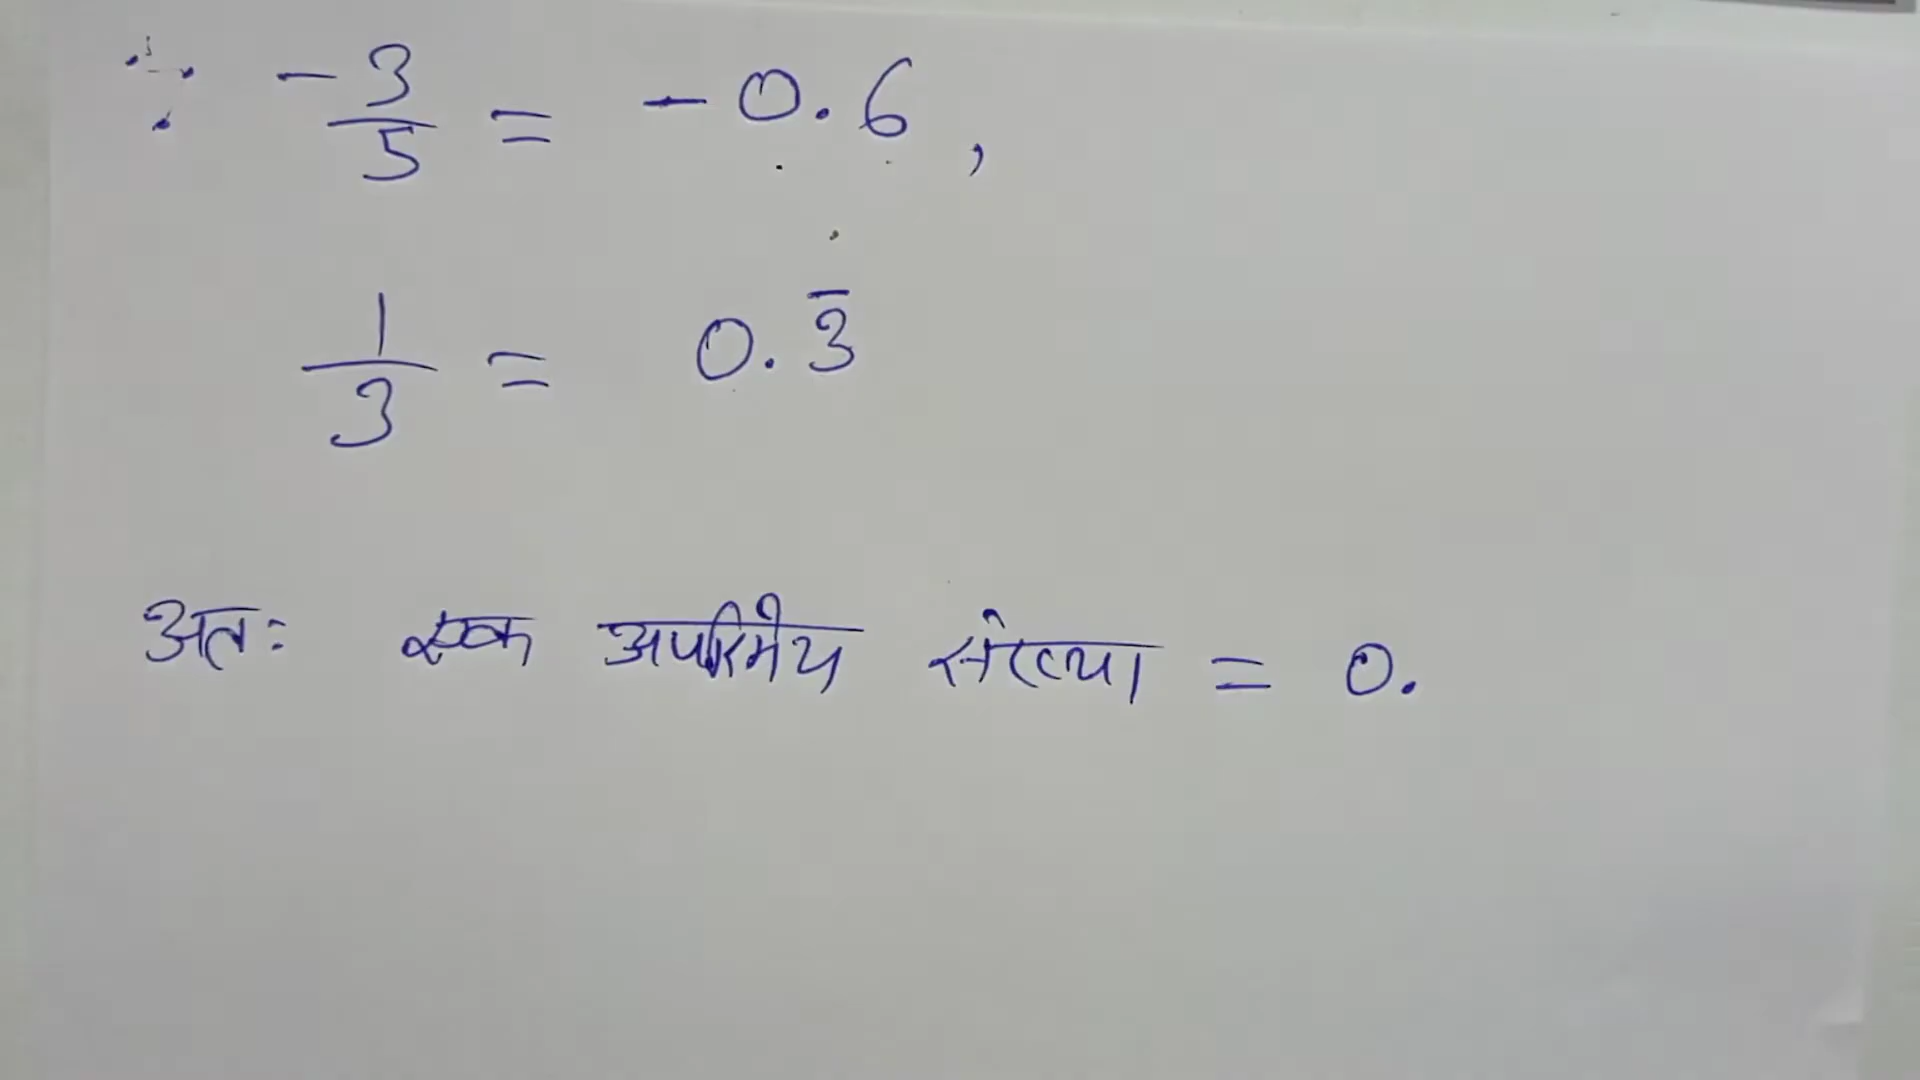 ∵ -3/5 = -0.6,
1/3 = 0.3̅
अतः एक अपरिमेय संख्या = 0.